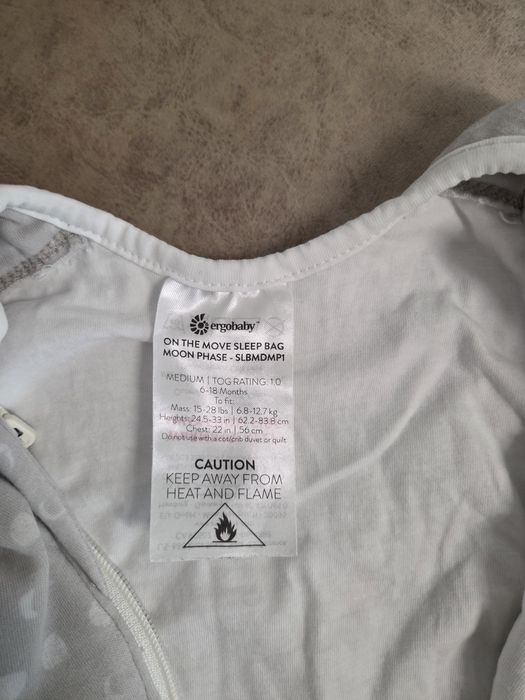 ergobaby™
ON THE MOVE SLEEP BAG
MOON PHASE - SLBMDMP1
MEDIUM | TOG RATING: 1.0
6-18 Months
To fit:
Mass: 15-28 lbs | 6.8-12.7 kg
Heights: 24.5-33 in | 62.2-83.8 cm
Chest: 22 in | 56 cm
Do not use with a cot/crib duvet or quilt
CAUTION
KEEP AWAY FROM
HEAT AND FLAME